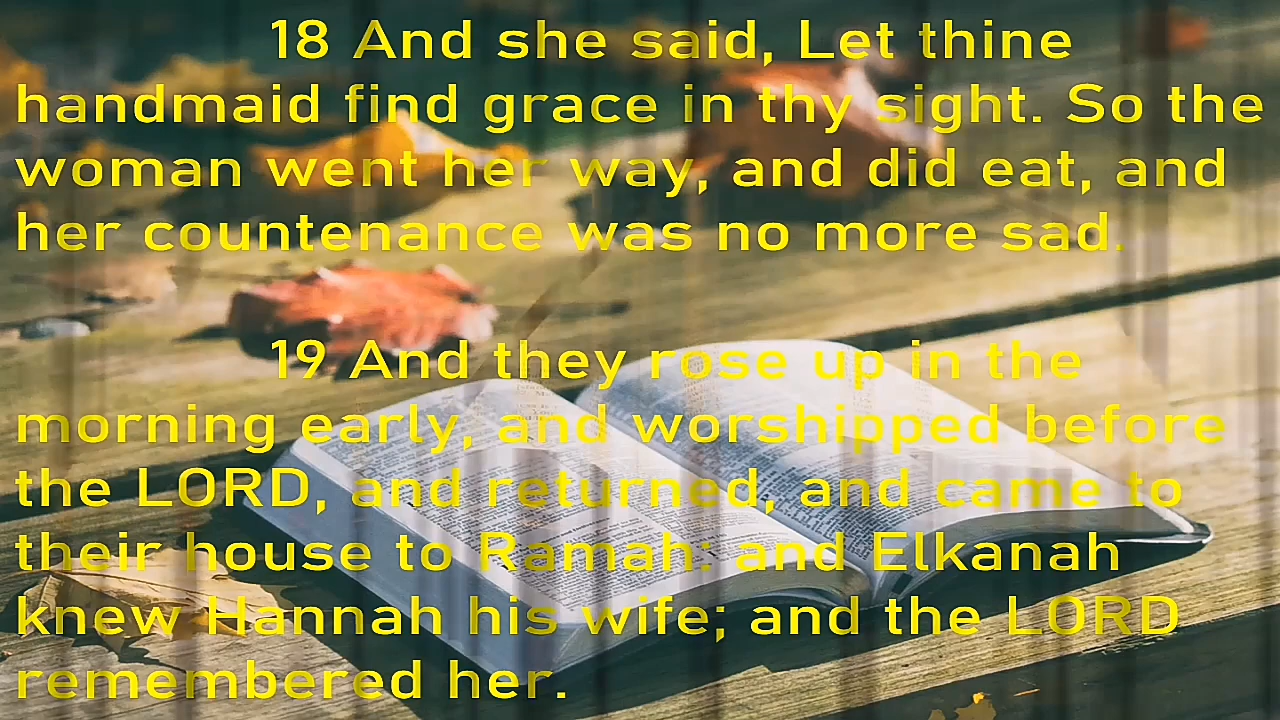 18 And she said, Let thine
handmaid find grace in thy sight. So the
woman went her way, and did eat, and
her countenance was no more sad.
19 And they rose up in the
morning early, and worshipped before
the LORD, and returned, and came to
their house to Ramah: and Elkanah
knew Hannah his wife; and the LORD
remembered her.